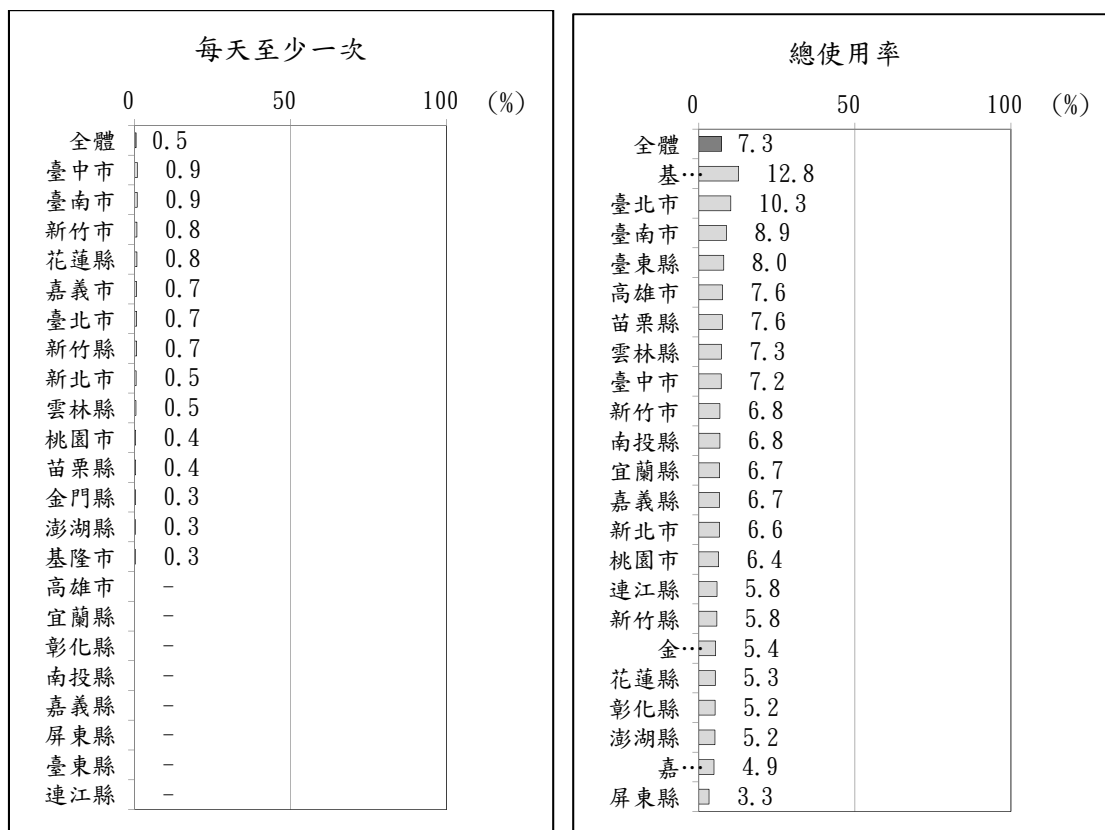 每天至少一次
0 50 100 (%)
全體 0.5
臺中市 0.9
臺南市 0.9
新竹市 0.8
花蓮縣 0.8
嘉義市 0.7
臺北市 0.7
新竹縣 0.7
新北市 0.5
雲林縣 0.5
桃園市 0.4
苗栗縣 0.4
金門縣 0.3
澎湖縣 0.3
基隆市 0.3
高雄市 -
宜蘭縣 -
彰化縣 -
南投縣 -
嘉義縣 -
屏東縣 -
臺東縣 -
連江縣 -
總使用率
0 50 100 (%)
全體 7.3
基… 12.8
臺北市 10.3
臺南市 8.9
臺東縣 8.0
高雄市 7.6
苗栗縣 7.6
雲林縣 7.3
臺中市 7.2
新竹市 6.8
南投縣 6.8
宜蘭縣 6.7
嘉義縣 6.7
新北市 6.6
桃園市 6.4
連江縣 5.8
新竹縣 5.8
金… 5.4
花蓮縣 5.3
彰化縣 5.2
澎湖縣 5.2
嘉… 4.9
屏東縣 3.3